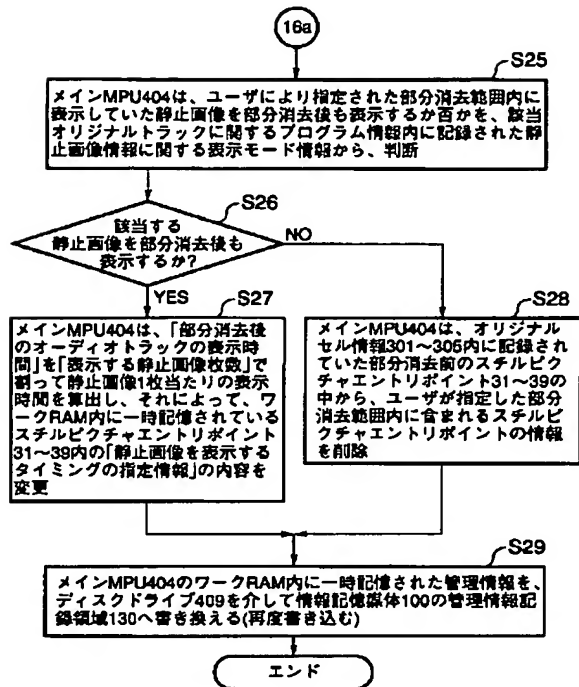 16a
S25
メインMPU404は、ユーザにより指定された部分消去範囲内に
表示していた静止画像を部分消去後も表示するか否かを、該当
オリジナルトラックに関するプログラム情報内に記録された静
止画像情報に関する表示モード情報から、判断
S26
該当する
静止画像を部分消去後も
表示するか?
NO
YES
S27
メインMPU404は、「部分消去後
のオーディオトラックの表示時
間」を「表示する静止画像枚数」で
割って静止画像1枚当たりの表示
時間を算出し、それによって、ワ
ークRAM内に一時記憶されている
スチルピクチャエントリポイント
31〜39内の「静止画像を表示する
タイミングの指定情報」の内容を
変更
S28
メインMPU404は、オリジナル
セル情報301〜305内に記録され
ていた部分消去前のスチルピク
チャエントリポイント31〜39の
中から、ユーザが指定した部分
消去範囲内に含まれるスチルピ
クチャエントリポイントの情報
を削除
S29
メインMPU404のワークRAM内に一時記憶された管理情報を、
ディスクドライブ409を介して情報記憶媒体100の管理情報記
録領域130へ書き換える(再度書き込む)
エンド